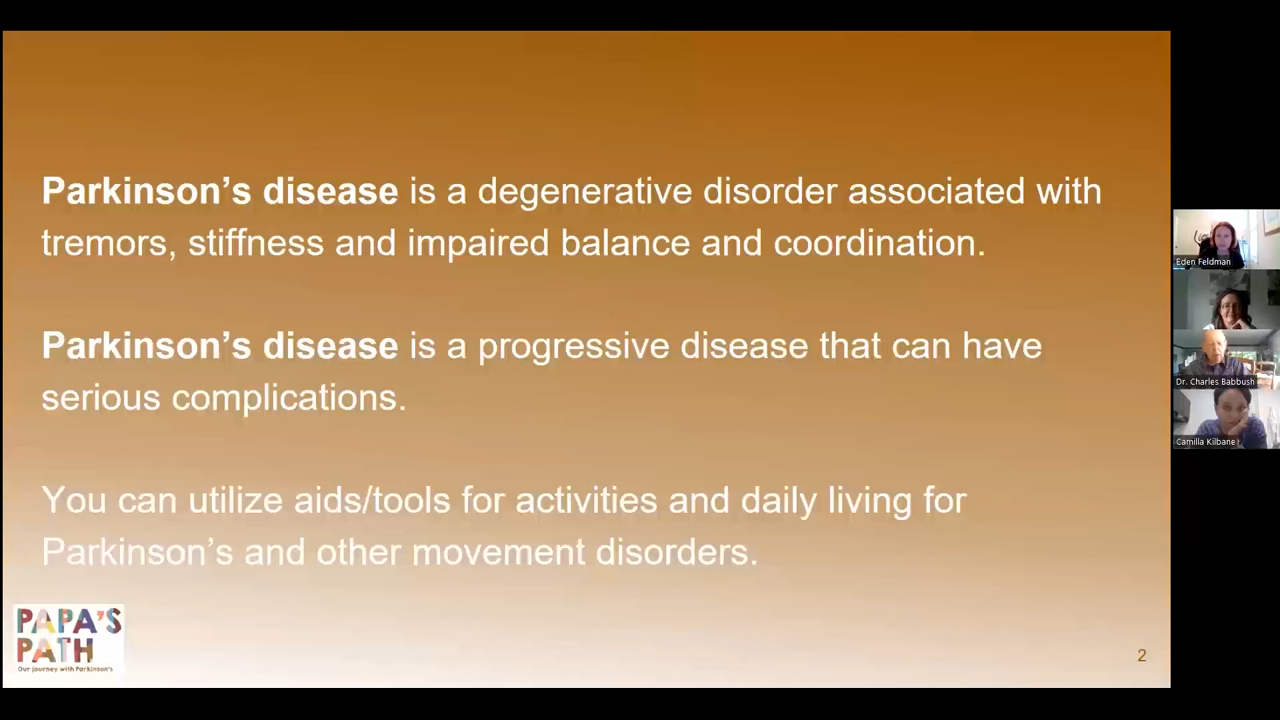 Parkinson’s disease is a degenerative disorder associated with
tremors, stiffness and impaired balance and coordination.
Parkinson’s disease is a progressive disease that can have
serious complications.
You can utilize aids/tools for activities and daily living for
Parkinson’s and other movement disorders.
PAPA’S
PATH
Our journey with Parkinson’s
2
Eden Feldman
Dr. Charles Babbush
Camilla Kilbane